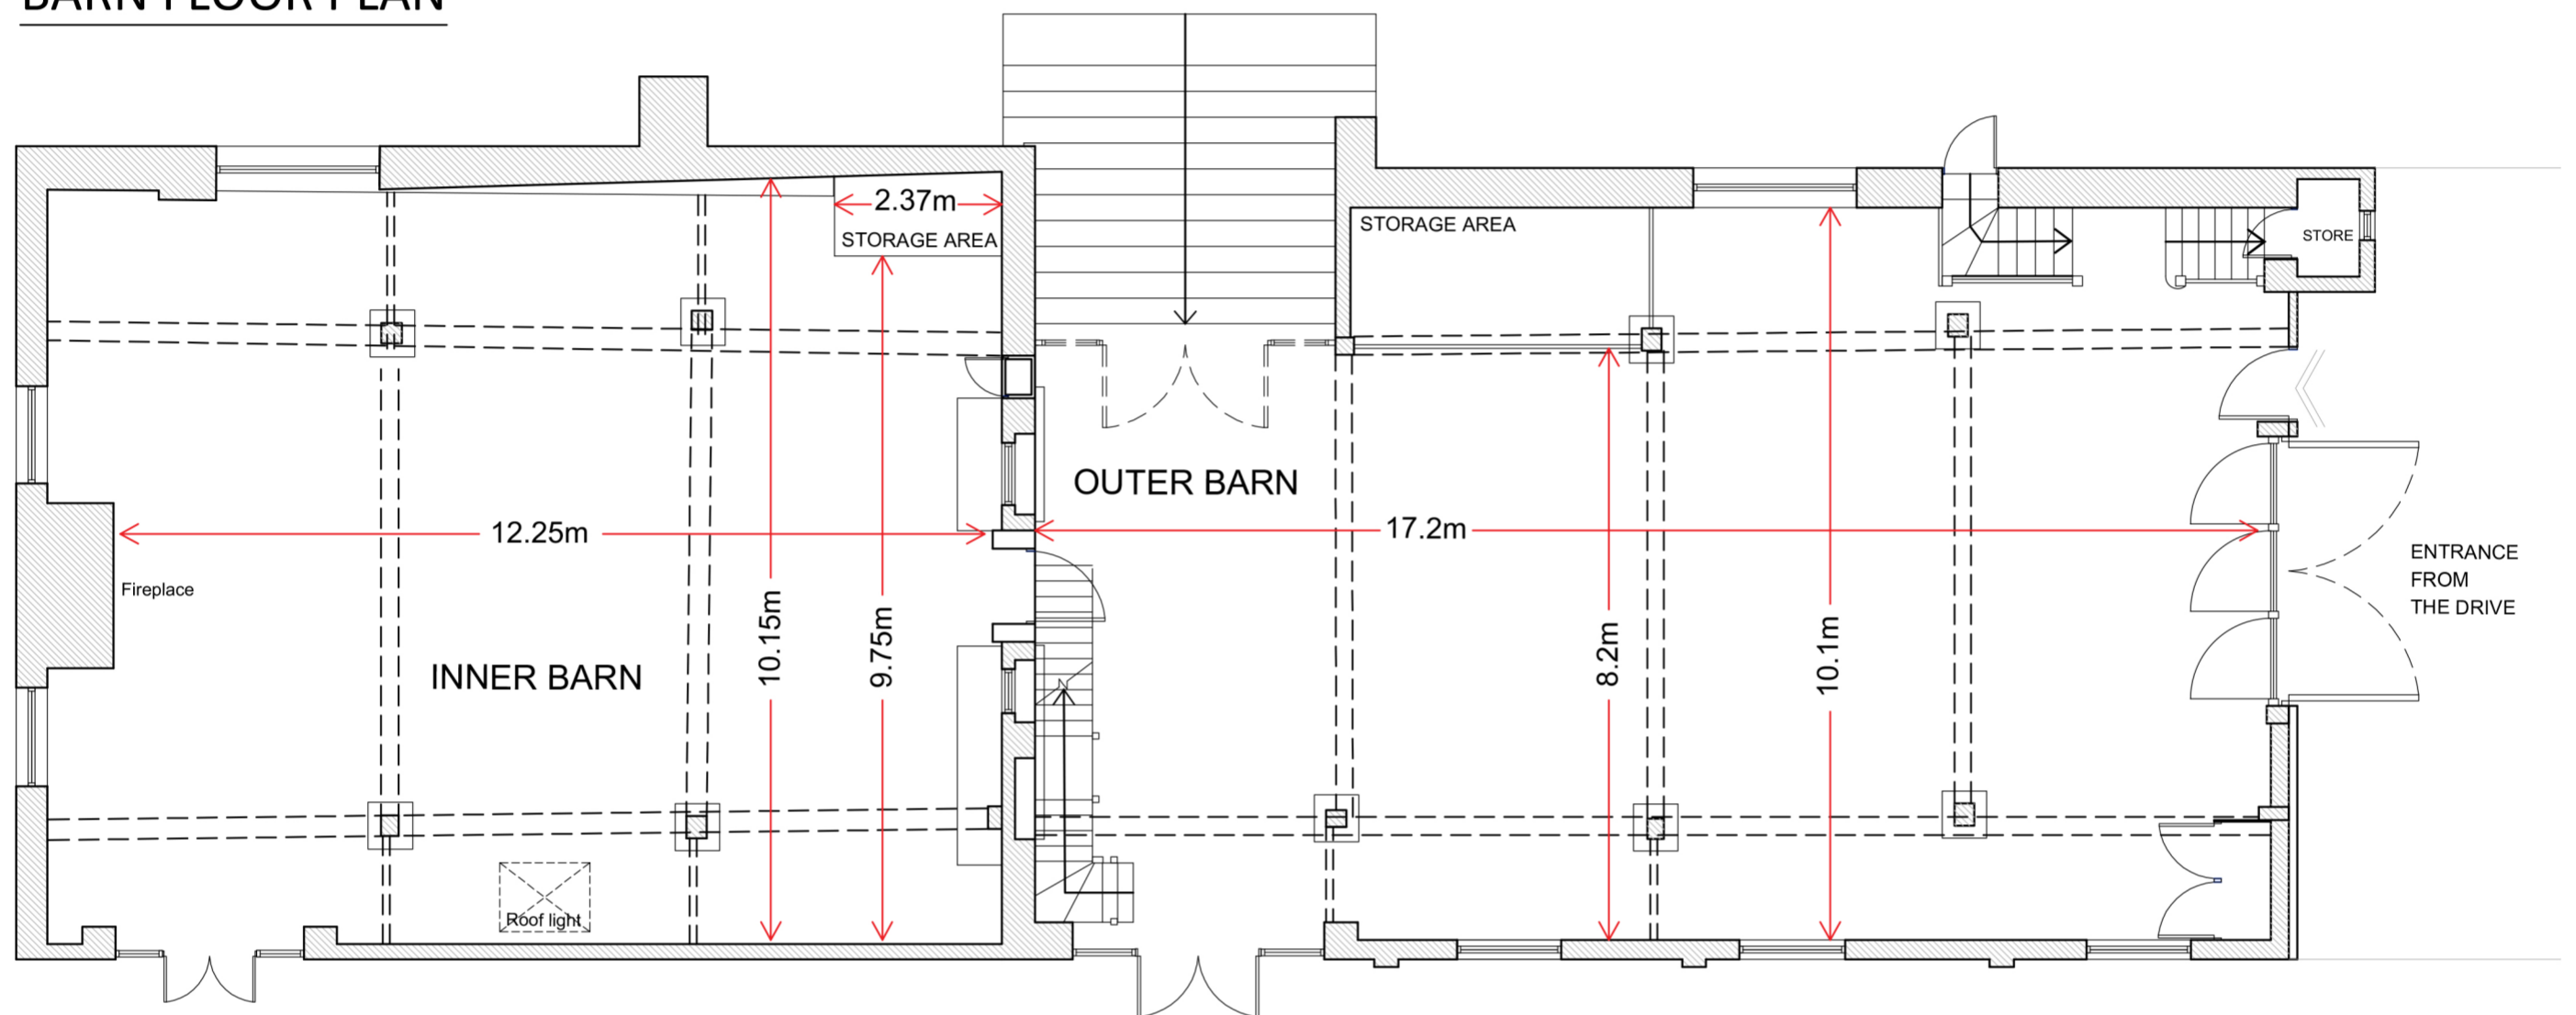 BARN FLOOR PLAN
2.37m
STORAGE AREA
STORAGE AREA
STORE
OUTER BARN
12.25m
17.2m
ENTRANCE
FROM
THE DRIVE
Fireplace
10.15m
9.75m
8.2m
10.1m
INNER BARN
Roof light